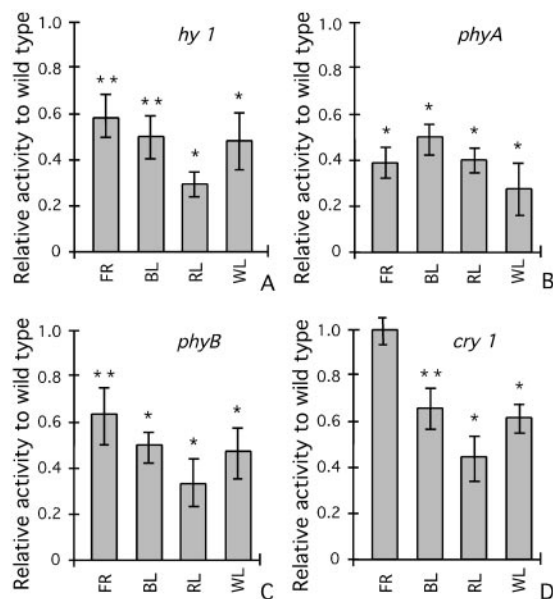 Relative activity to wild type
1.0
0.8
0.6
0.4
0.2
0
hy 1
** ** * *
FR BL RL WL
A
Relative activity to wild type
1.0
0.8
0.6
0.4
0.2
0
phyA
* * * *
FR BL RL WL
B
Relative activity to wild type
1.0
0.8
0.6
0.4
0.2
0
phyB
** * * *
FR BL RL WL
C
Relative activity to wild type
1.0
0.8
0.6
0.4
0.2
0
cry 1
** * *
FR BL RL WL
D